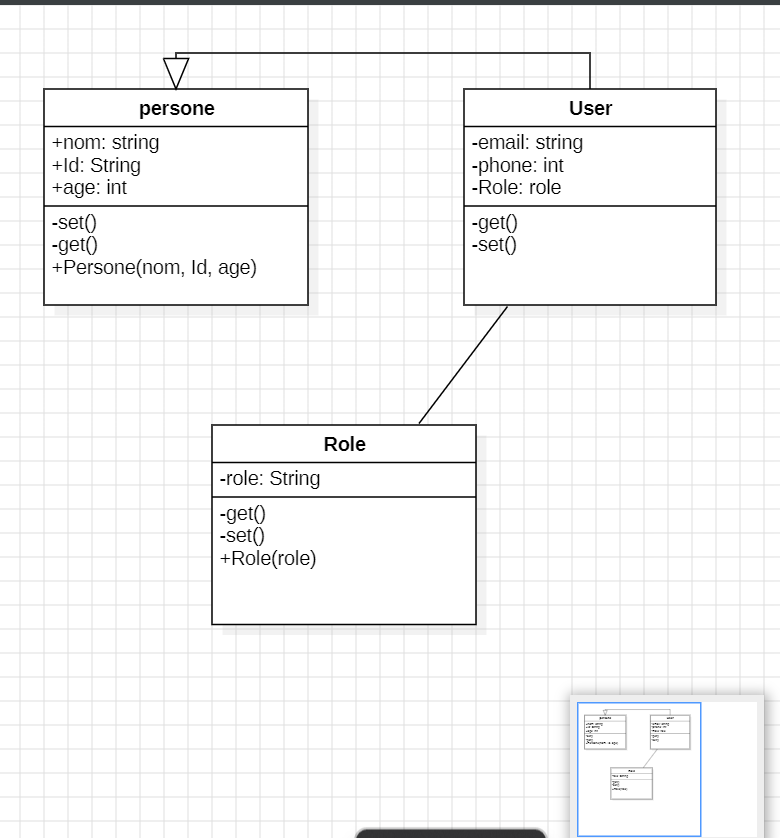 persone
+nom: string
+Id: String
+age: int
-set()
-get()
+Persone(nom, Id, age)
User
-email: string
-phone: int
-Role: role
-get()
-set()
Role
-role: String
-get()
-set()
+Role(role)